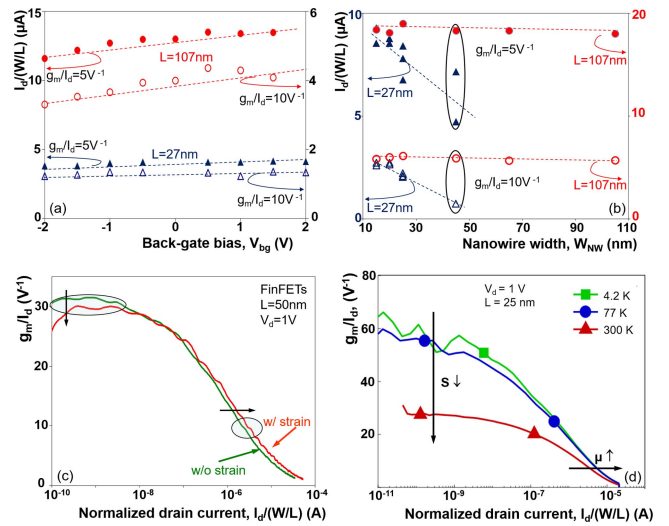 I_d/(W/L) (μA)
15
10
5
0
6
4
2
0
L=107nm
g_m/I_d=5V^-1
g_m/I_d=10V^-1
g_m/I_d=5V^-1
L=27nm
g_m/I_d=10V^-1
(a)
-2 -1 0 1 2
Back-gate bias, V_bg (V)
I_d/(W/L) (μA)
10
5
0
20
10
0
g_m/I_d=5V^-1
L=107nm
L=27nm
g_m/I_d=10V^-1
L=27nm
L=107nm
(b)
10 30 50 70 90 110
Nanowire width, W_NW (nm)
g_m/I_d (V^-1)
30
20
10
0
FinFETs
L=50nm
V_d=1V
w/ strain
w/o strain
(c)
10^-10 10^-8 10^-6 10^-4
Normalized drain current, I_d/(W/L) (A)
g_m/I_d, (V^-1)
80
60
40
20
V_d = 1 V
L = 25 nm
4.2 K
77 K
300 K
S ↓
μ ↑
(d)
10^-11 10^-9 10^-7 10^-5
Normalized drain current, I_d/(W/L) (A)